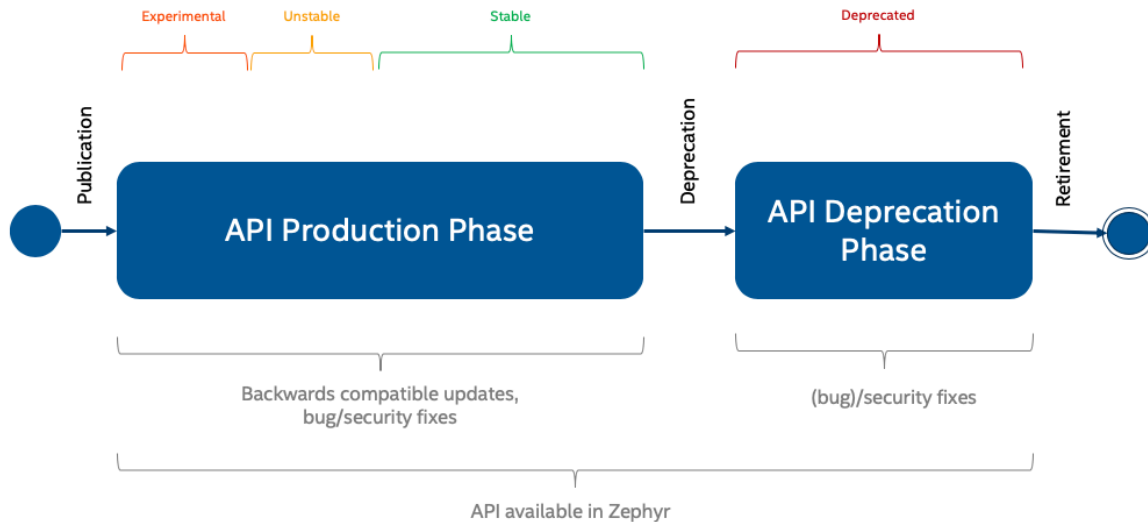 Experimental
Unstable
Stable
Deprecated
Publication
Deprecation
Retirement
API Production Phase
API Deprecation
Phase
Backwards compatible updates,
bug/security fixes
(bug)/security fixes
API available in Zephyr